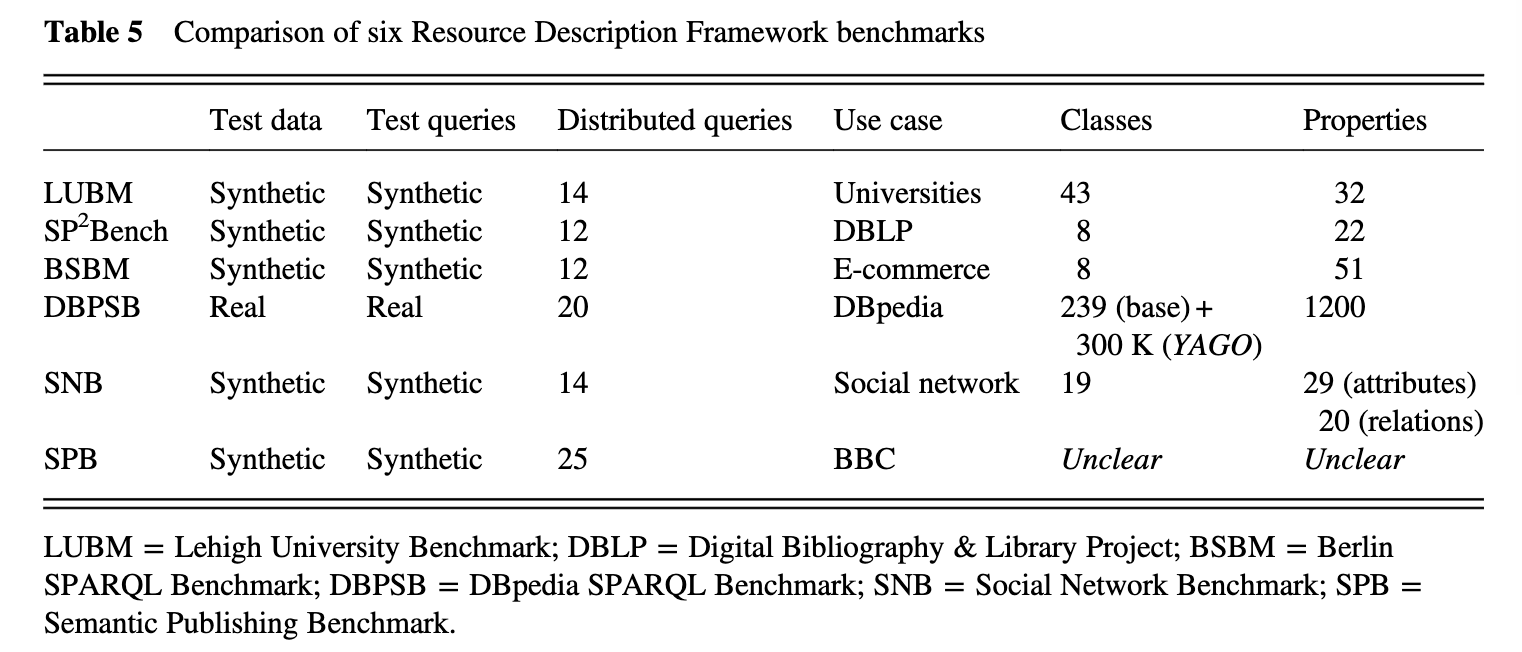 Table 5 Comparison of six Resource Description Framework benchmarks
Test data Test queries Distributed queries Use case Classes Properties
LUBM Synthetic Synthetic 14 Universities 43 32
SP²Bench Synthetic Synthetic 12 DBLP 8 22
BSBM Synthetic Synthetic 12 E-commerce 8 51
DBPSB Real Real 20 DBpedia 239 (base) + 1200
300 K (YAGO)
SNB Synthetic Synthetic 14 Social network 19 29 (attributes)
20 (relations)
SPB Synthetic Synthetic 25 BBC Unclear Unclear
LUBM = Lehigh University Benchmark; DBLP = Digital Bibliography & Library Project; BSBM = Berlin
SPARQL Benchmark; DBPSB = DBpedia SPARQL Benchmark; SNB = Social Network Benchmark; SPB =
Semantic Publishing Benchmark.